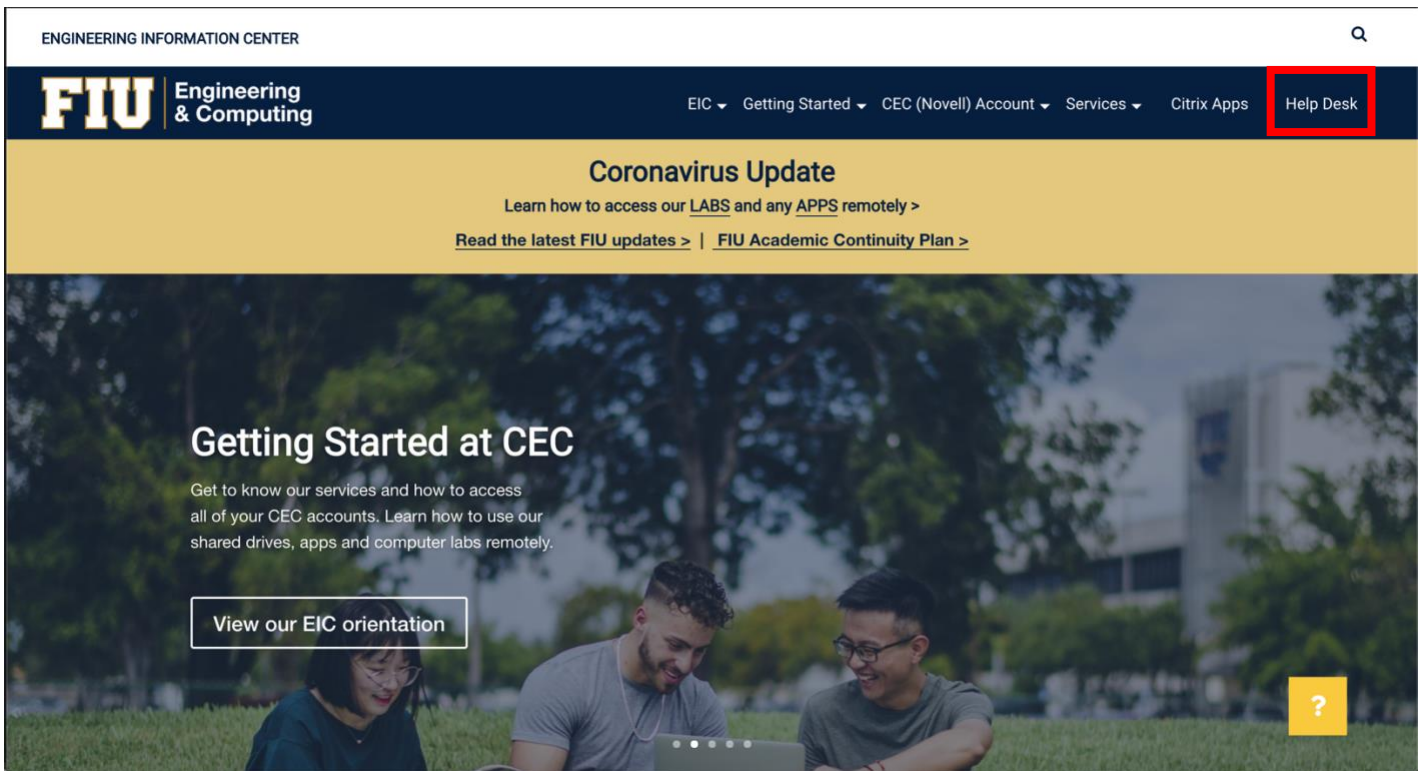 ENGINEERING INFORMATION CENTER
FIU Engineering
& Computing
EIC Getting Started CEC (Novell) Account Services Citrix Apps Help Desk
Coronavirus Update
Learn how to access our LABS and any APPS remotely >
Read the latest FIU updates > | FIU Academic Continuity Plan >
Getting Started at CEC
Get to know our services and how to access
all of your CEC accounts. Learn how to use our
shared drives, apps and computer labs remotely.
View our EIC orientation
?